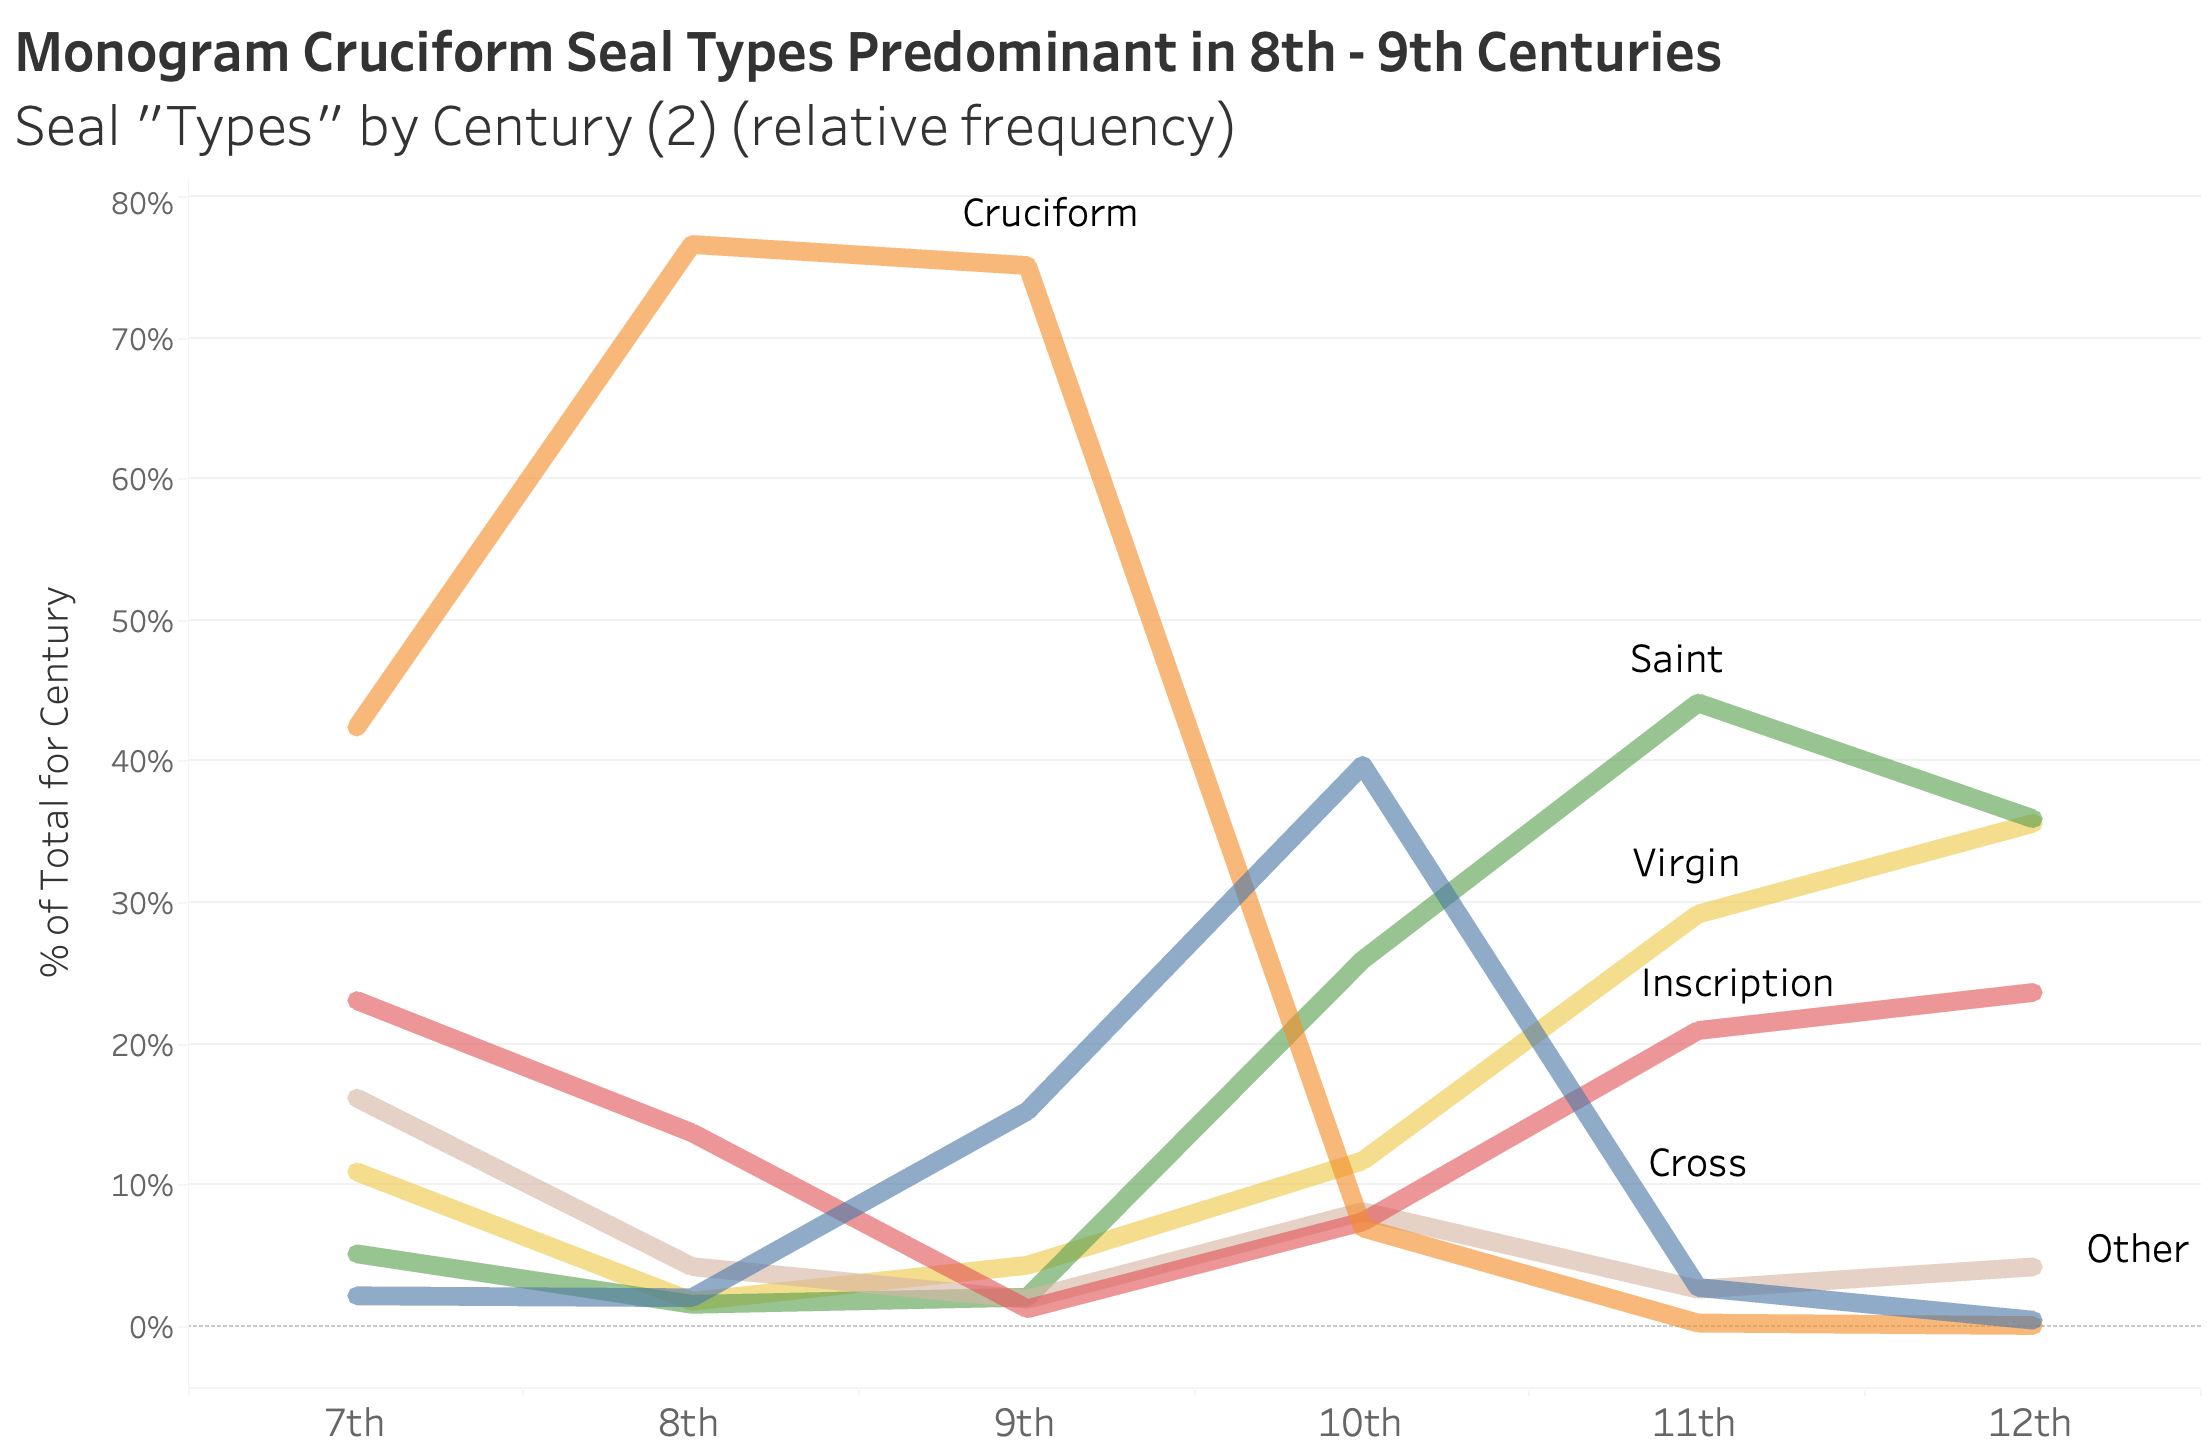 Monogram Cruciform Seal Types Predominant in 8th - 9th Centuries
Seal "Types" by Century (2) (relative frequency)
80%
Cruciform
70%
60%
50%
Saint
40%
Virgin
30%
Inscription
20%
Cross
10%
Other
0%
% of Total for Century
7th 8th 9th 10th 11th 12th